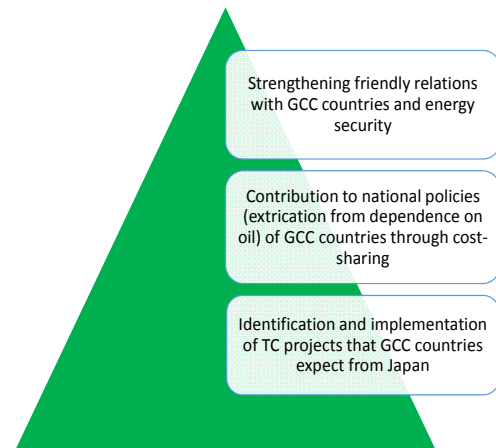 Strengthening friendly relations
with GCC countries and energy
security
Contribution to national policies
(extrication from dependence on
oil) of GCC countries through cost-
sharing
Identification and implementation
of TC projects that GCC countries
expect from Japan